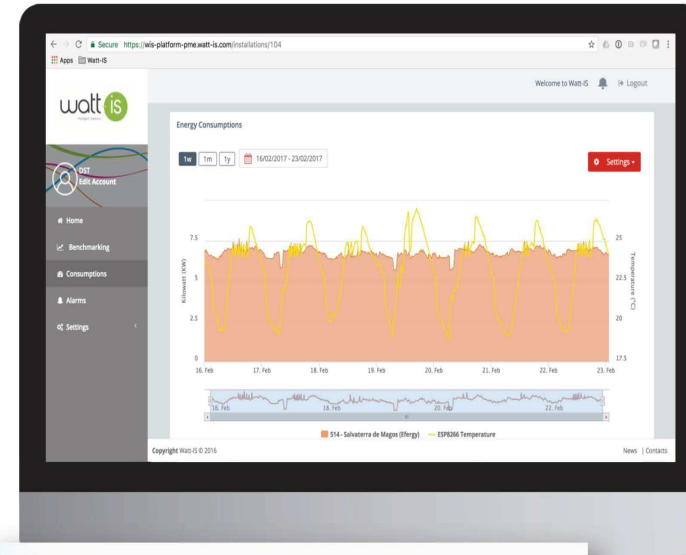 Secure https://wis-platform-pme.watt-is.com/installations/104
Apps Watt-IS
watt is
Welcome to Watt-IS Logout
DST
Edit Account
Home
Benchmarking
Consumptions
Alarms
Settings
Energy Consumptions
1w 1m 1y 16/02/2017 - 23/02/2017 Settings
Kilowatt (KW)
7.5
5
2.5
0
25
22.5
20
17.5
Temperature (°C)
16. Feb 17. Feb 18. Feb 19. Feb 20. Feb 21. Feb 22. Feb 23. Feb
16. Feb 18. Feb 20. Feb 22. Feb
514 - Salvaterra de Magos (Efergy) ESP8266 Temperature
Copyright Watt-IS © 2016 News | Contacts